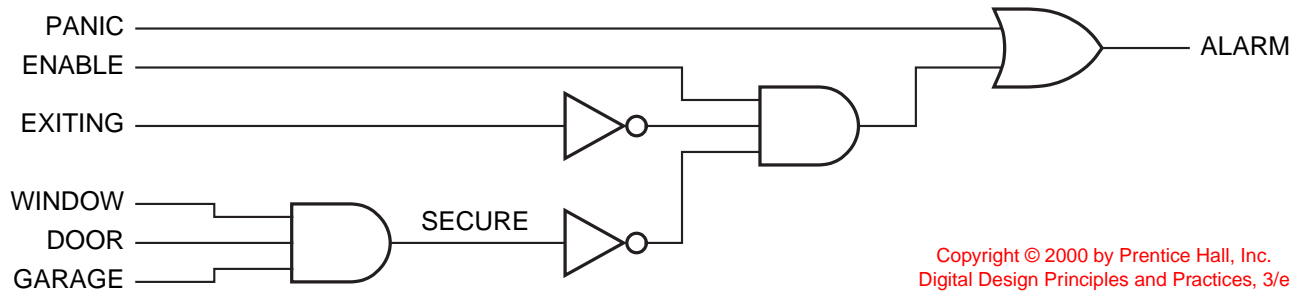 PANIC
ENABLE
EXITING
WINDOW
DOOR
GARAGE
SECURE
ALARM
Copyright © 2000 by Prentice Hall, Inc.
Digital Design Principles and Practices, 3/e